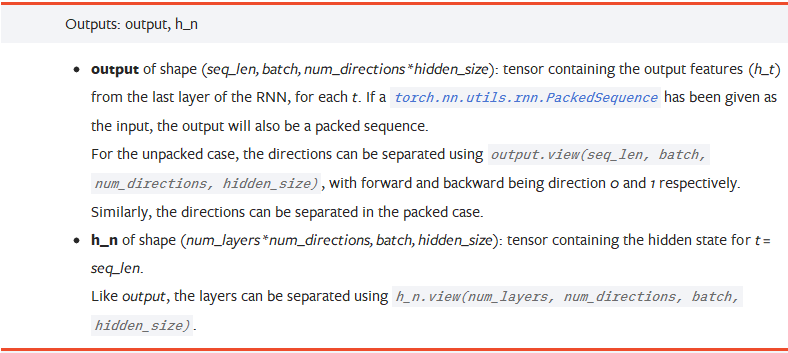 Outputs: output, h_n
• output of shape (seq_len, batch, num_directions * hidden_size): tensor containing the output features (h_t)
from the last layer of the RNN, for each t. If a torch.nn.utils.rnn.PackedSequence has been given as
the input, the output will also be a packed sequence.
For the unpacked case, the directions can be separated using output.view(seq_len, batch,
num_directions, hidden_size), with forward and backward being direction 0 and 1 respectively.
Similarly, the directions can be separated in the packed case.
• h_n of shape (num_layers * num_directions, batch, hidden_size): tensor containing the hidden state for t =
seq_len.
Like output, the layers can be separated using h_n.view(num_layers, num_directions, batch,
hidden_size).